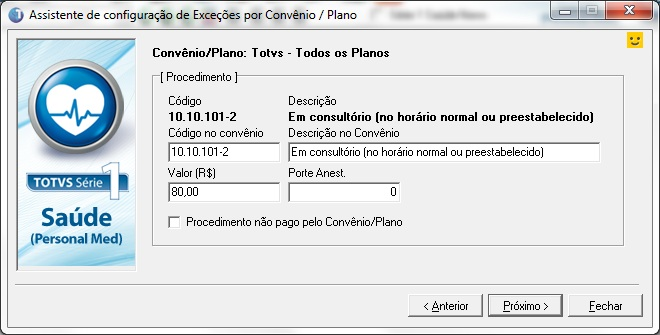 Assistente de configuração de Exceções por Convênio / Plano
Convênio/Plano: Totvs - Todos os Planos
[ Procedimento ]
Código Descrição
10.10.101-2 Em consultório (no horário normal ou preestabelecido)
Código no convênio Descrição no Convênio
10.10.101-2 Em consultório (no horário normal ou preestabelecido)
Valor (R$) Porte Anest.
80,00 0
Procedimento não pago pelo Convênio/Plano
TOTVS Série 1
Saúde
(Personal Med)
< Anterior Próximo > Fechar